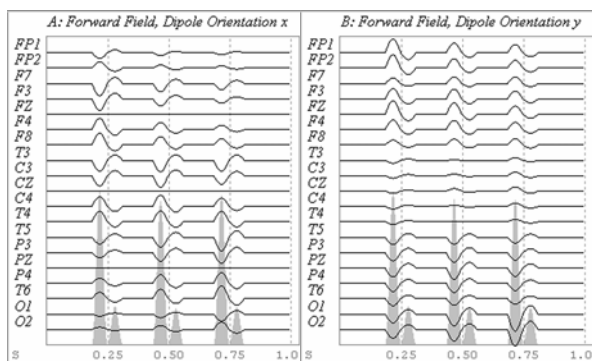 A: Forward Field, Dipole Orientation x
FP1
FP2
F7
F3
FZ
F4
F8
T3
C3
CZ
C4
T4
T5
P3
PZ
P4
T6
O1
O2
S 0.25 0.50 0.75 1.0
B: Forward Field, Dipole Orientation y
FP1
FP2
F7
F3
FZ
F4
F8
T3
C3
CZ
C4
T4
T5
P3
PZ
P4
T6
O1
O2
S 0.25 0.50 0.75 1.0